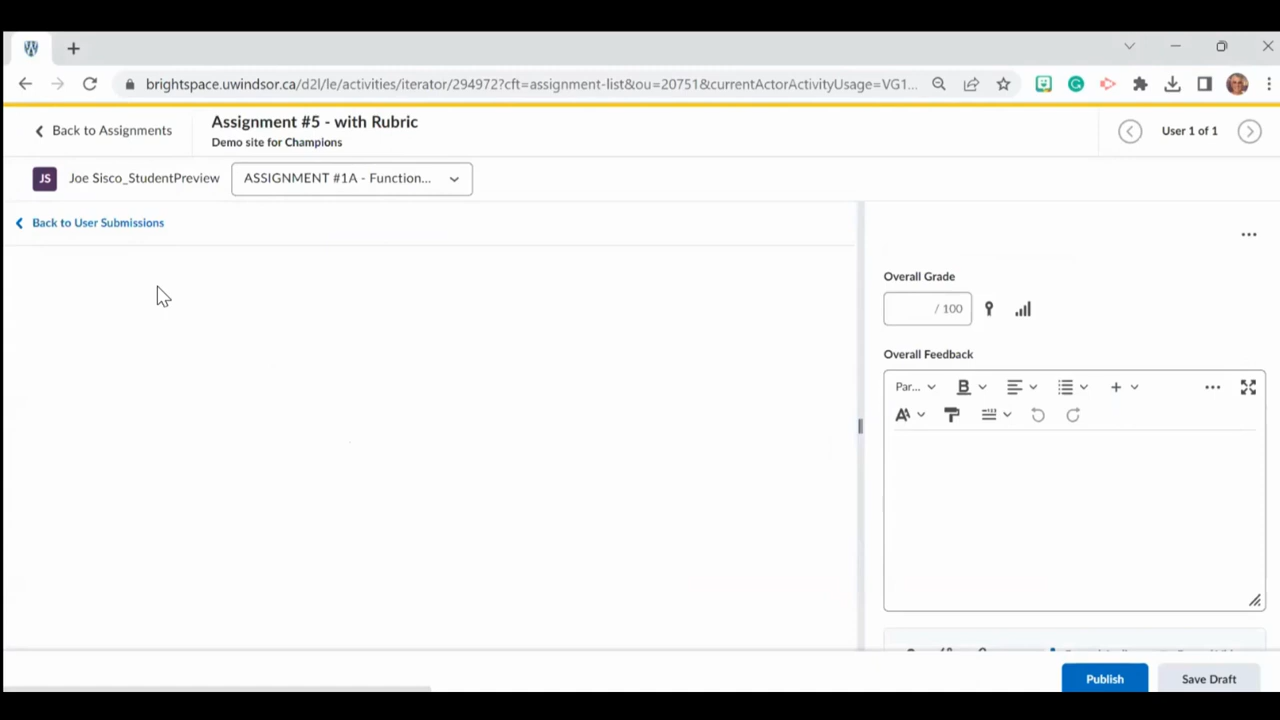 brightspace.uwindsor.ca/d2l/le/activities/iterator/294972?cft=assignment-list&ou=20751&currentActorActivityUsage=VG1...
Back to Assignments
Assignment #5 - with Rubric
Demo site for Champions
User 1 of 1
JS
Joe Sisco_StudentPreview
ASSIGNMENT #1A - Function...
Back to User Submissions
Overall Grade
/ 100
Overall Feedback
Par...
Publish
Save Draft